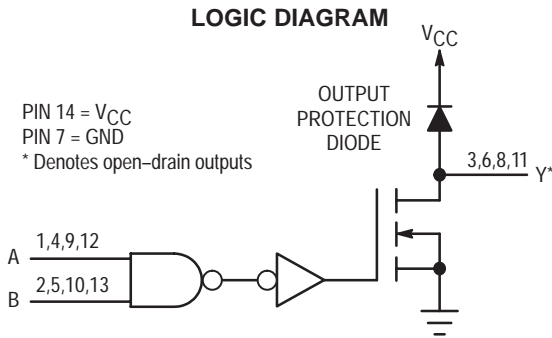 LOGIC DIAGRAM
VCC
OUTPUT
PROTECTION
DIODE
PIN 14 = VCC
PIN 7 = GND
* Denotes open–drain outputs
3,6,8,11
Y*
A
1,4,9,12
B
2,5,10,13